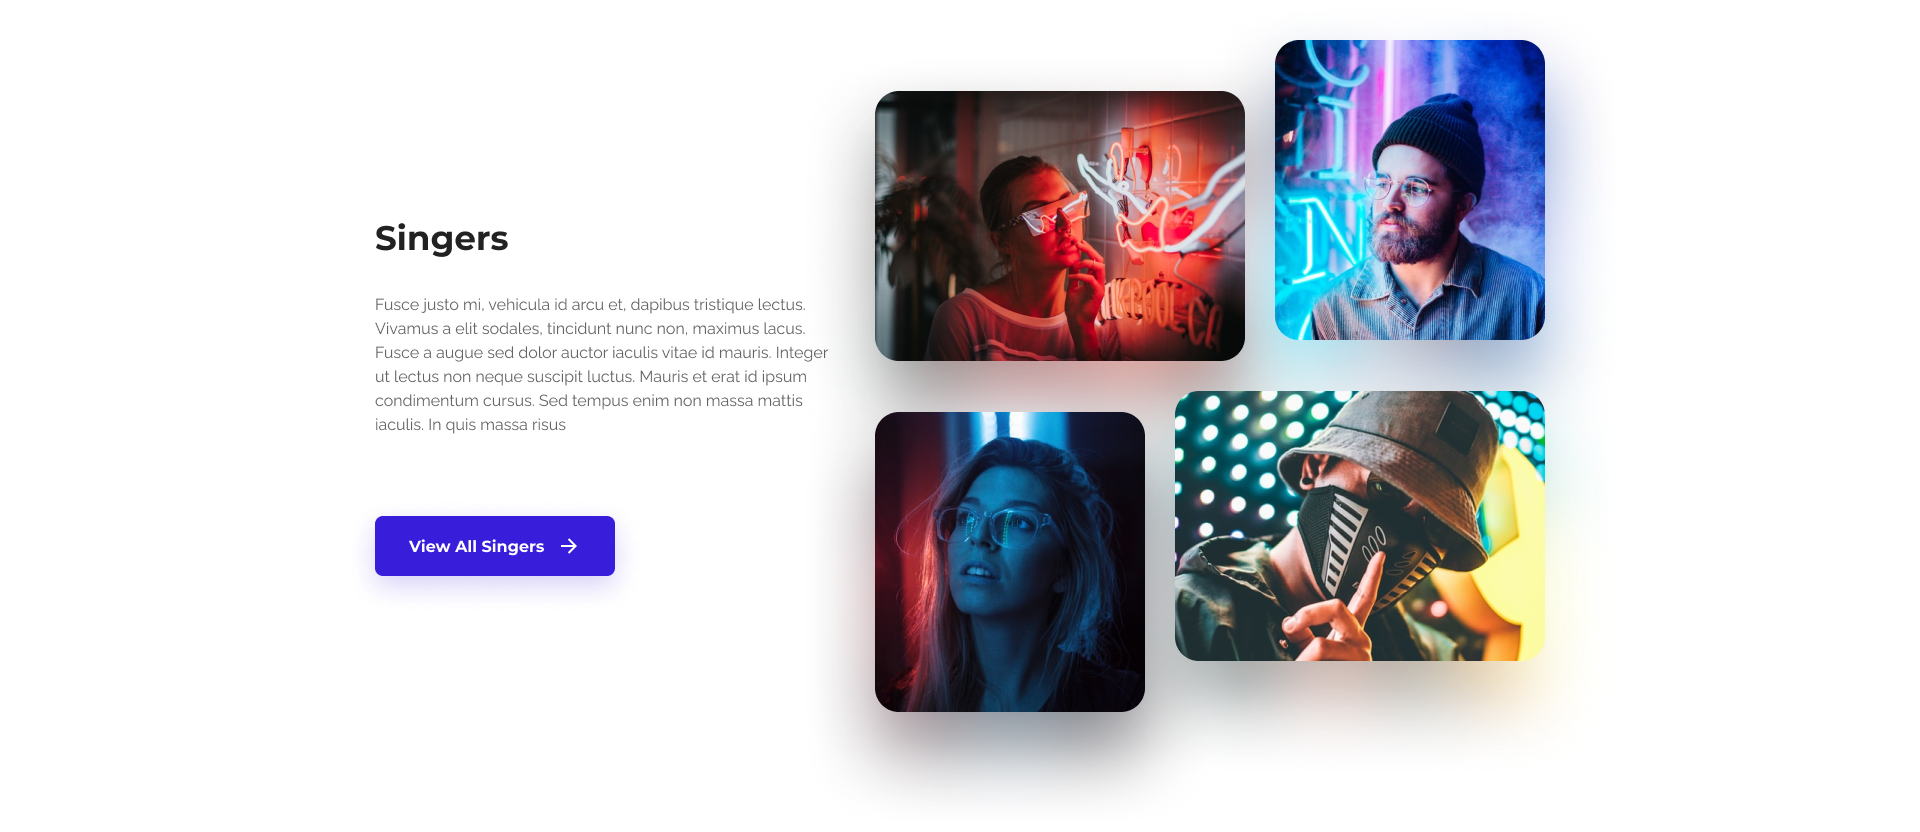 Singers
Fusce justo mi, vehicula id arcu et, dapibus tristique lectus.
Vivamus a elit sodales, tincidunt nunc non, maximus lacus.
Fusce a augue sed dolor auctor iaculis vitae id mauris. Integer
ut lectus non neque suscipit luctus. Mauris et erat id ipsum
condimentum cursus. Sed tempus enim non massa mattis
iaculis. In quis massa risus
View All Singers